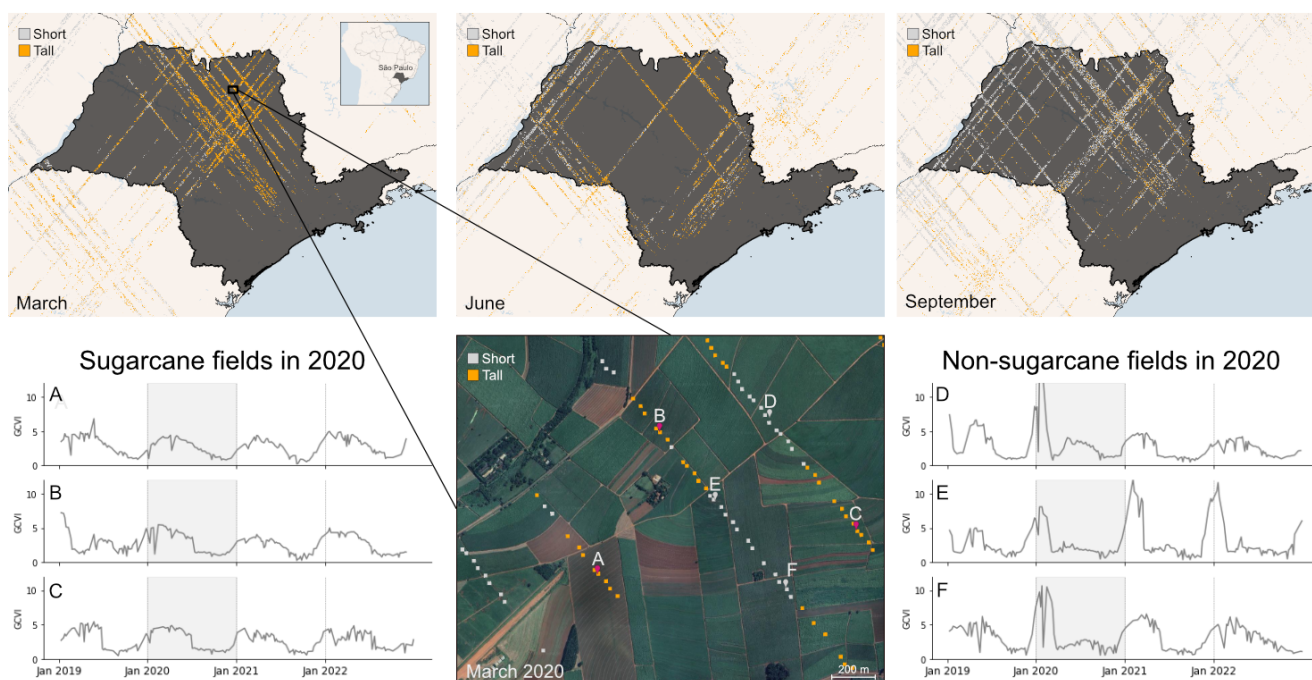 Short
Tall
São Paulo
March
Short
Tall
June
Short
Tall
September
Sugarcane fields in 2020
A
GCVI
10
5
0
B
GCVI
10
5
0
C
GCVI
10
5
0
Jan 2019
Jan 2020
Jan 2021
Jan 2022
Short
Tall
D
B
E
C
A
F
March 2020
200 m
Non-sugarcane fields in 2020
D
GCVI
10
5
0
E
GCVI
10
5
0
F
GCVI
10
5
0
Jan 2019
Jan 2020
Jan 2021
Jan 2022